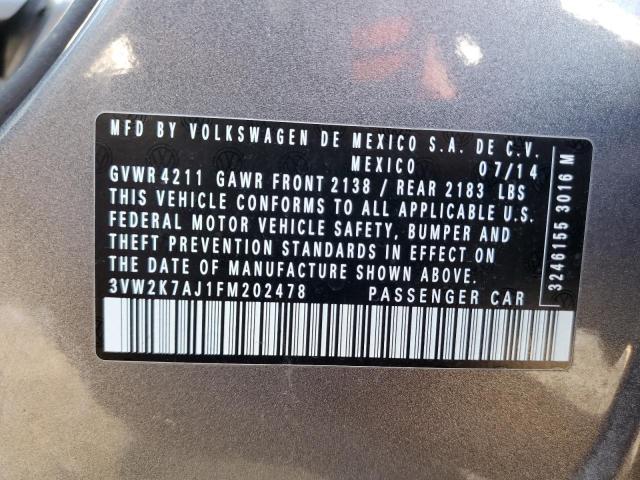 MFD BY VOLKSWAGEN DE MEXICO S.A. DE C.V.
MEXICO 07/14
GVWR 4211 GAWR FRONT 2138 / REAR 2183 LBS
THIS VEHICLE CONFORMS TO ALL APPLICABLE U.S.
FEDERAL MOTOR VEHICLE SAFETY, BUMPER AND
THEFT PREVENTION STANDARDS IN EFFECT ON
THE DATE OF MANUFACTURE SHOWN ABOVE.
3VW2K7AJ1FM202478 PASSENGER CAR
3246155 3016 M